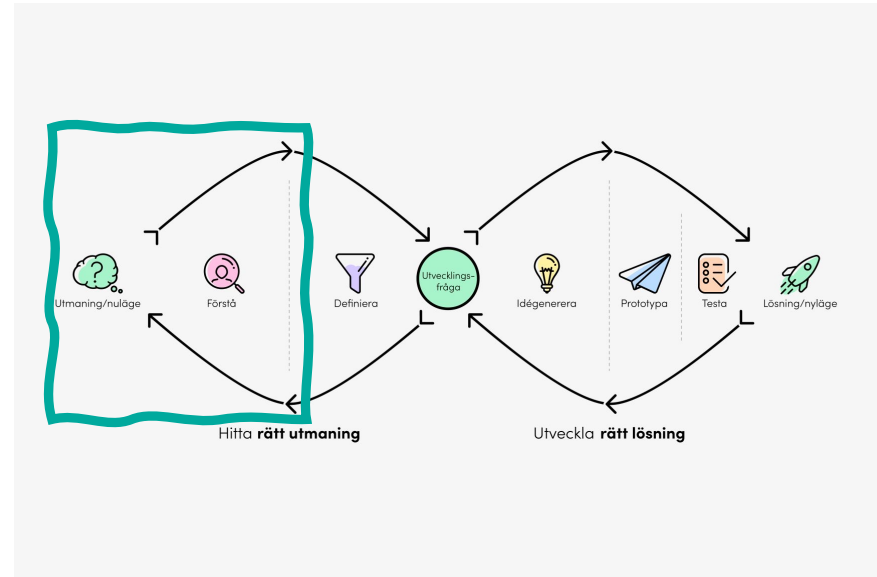 Utmaning/nuläge
Förstå
Definiera
Utvecklings-
fråga
Idégenerera
Prototypa
Testa
Lösning/nyläge
Hitta rätt utmaning
Utveckla rätt lösning